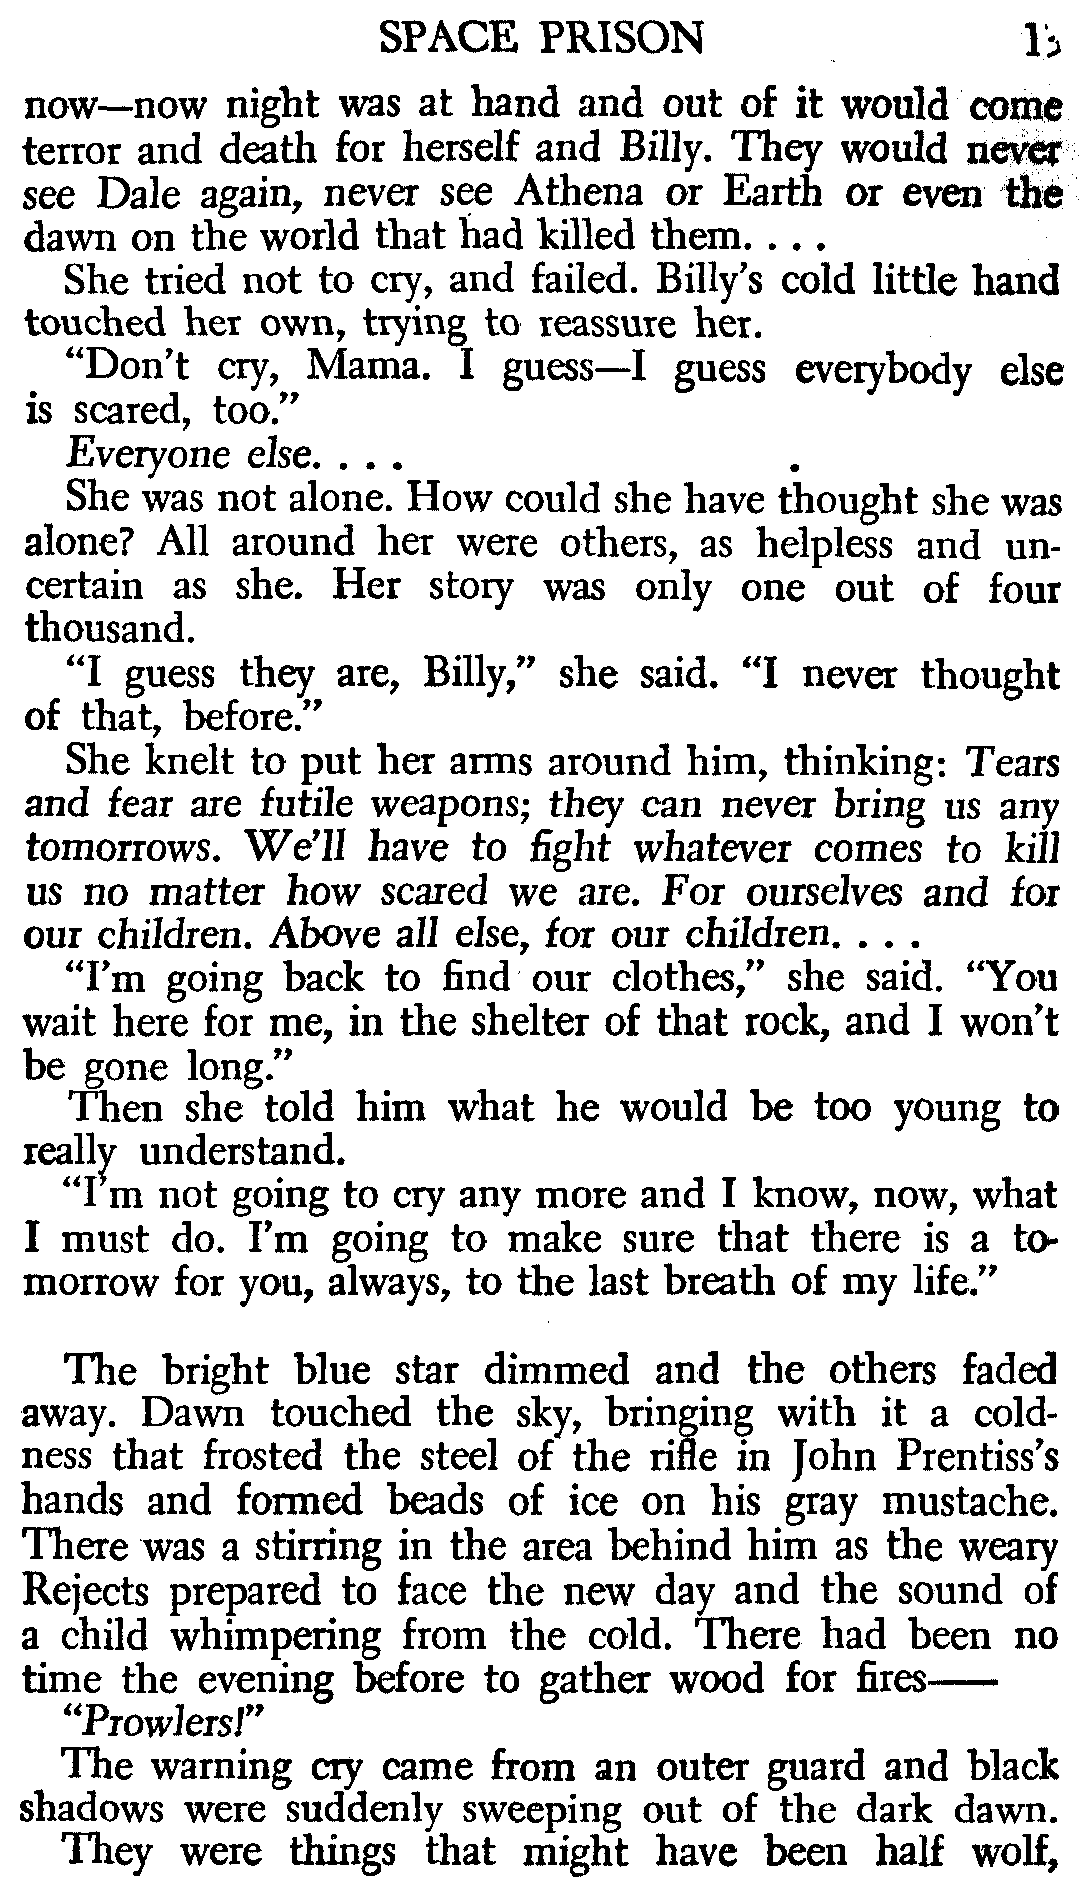 SPACE PRISON
now—now night was at hand and out of it would come
terror and death for herself and Billy. They would never
see Dale again, never see Athena or Earth or even the
dawn on the world that had killed them. . . .
She tried not to cry, and failed. Billy's cold little hand
touched her own, trying to reassure her.
“Don't cry, Mama. I guess—I guess everybody else
is scared, too.”
Everyone else. . . .
She was not alone. How could she have thought she was
alone? All around her were others, as helpless and un-
certain as she. Her story was only one out of four
thousand.
“I guess they are, Billy,” she said. “I never thought
of that, before.”
She knelt to put her arms around him, thinking: Tears
and fear are futile weapons; they can never bring us any
tomorrows. We'll have to fight whatever comes to kill
us no matter how scared we are. For ourselves and for
our children. Above all else, for our children. . . .
“I'm going back to find our clothes,” she said. “You
wait here for me, in the shelter of that rock, and I won't
be gone long.”
Then she told him what he would be too young to
really understand.
“I'm not going to cry any more and I know, now, what
I must do. I'm going to make sure that there is a to-
morrow for you, always, to the last breath of my life.”
The bright blue star dimmed and the others faded
away. Dawn touched the sky, bringing with it a cold-
ness that frosted the steel of the rifle in John Prentiss's
hands and formed beads of ice on his gray mustache.
There was a stirring in the area behind him as the weary
Rejects prepared to face the new day and the sound of
a child whimpering from the cold. There had been no
time the evening before to gather wood for fires——
“Prowlers!”
The warning cry came from an outer guard and black
shadows were suddenly sweeping out of the dark dawn.
They were things that might have been half wolf,